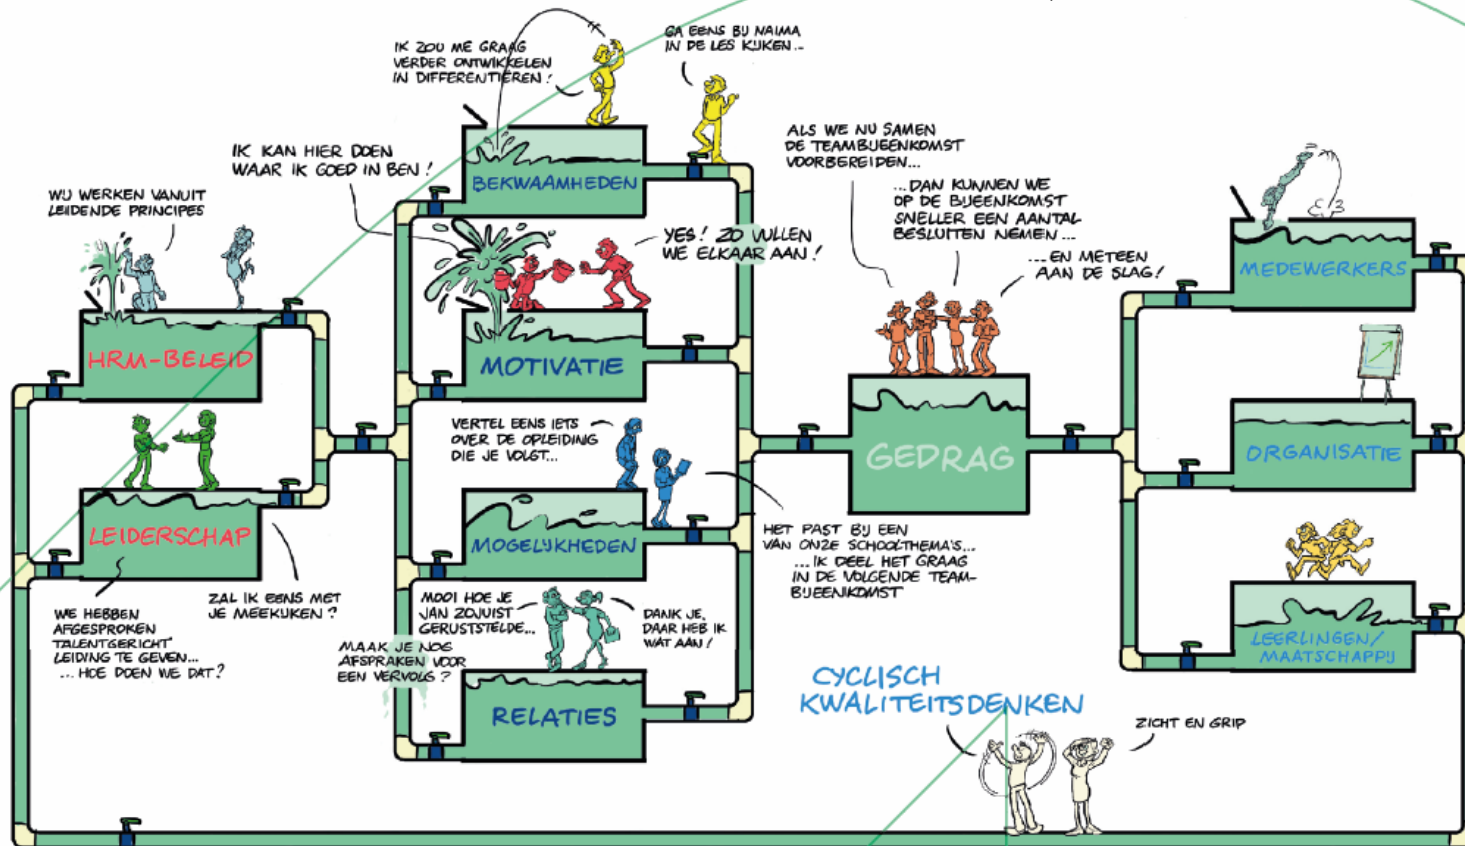 WIJ WERKEN VANUIT
LEIDENDE PRINCIPES
HRM-BELEID
LEIDERSCHAP
WE HEBBEN
AFGESPROKEN
TALENTGERICHT
LEIDING TE GEVEN...
... HOE DOEN WE DAT?
ZAL IK EENS MET
JE MEEKIJKEN?
IK ZOU ME GRAAG
VERDER ONTWIKKELEN
IN DIFFERENTIËREN!
GA EENS BIJ NAIMA
IN DE LES KIJKEN...
BEKWAAMHEDEN
IK KAN HIER DOEN
WAAR IK GOED IN BEN!
YES! ZO VULLEN
WE ELKAAR AAN!
MOTIVATIE
VERTEL EENS IETS
OVER DE OPLEIDING
DIE JE VOLGT...
HET PAST BIJ EEN
VAN ONZE SCHOOLTHEMA'S...
... IK DEEL HET GRAAG
IN DE VOLGENDE TEAM-
BIJEENKOMST
MOGELIJKHEDEN
MOOI HOE JE
JAN ZOJUIST
GERUSTSTELDE...
DANK JE,
DAAR HEB IK
WAT AAN!
MAAK JE NOG
AFSPRAKEN VOOR
EEN VERVOLG?
RELATIES
ALS WE NU SAMEN
DE TEAMBIJEENKOMST
VOORBEREIDEN...
...DAN KUNNEN WE
OP DE BIJEENKOMST
SNELLER EEN AANTAL
BESLUITEN NEMEN...
...EN METEEN
AAN DE SLAG!
GEDRAG
MEDEWERKERS
ORGANISATIE
LEERLINGEN/
MAATSCHAPPIJ
CYCLISCH
KWALITEITSDENKEN
ZICHT EN GRIP